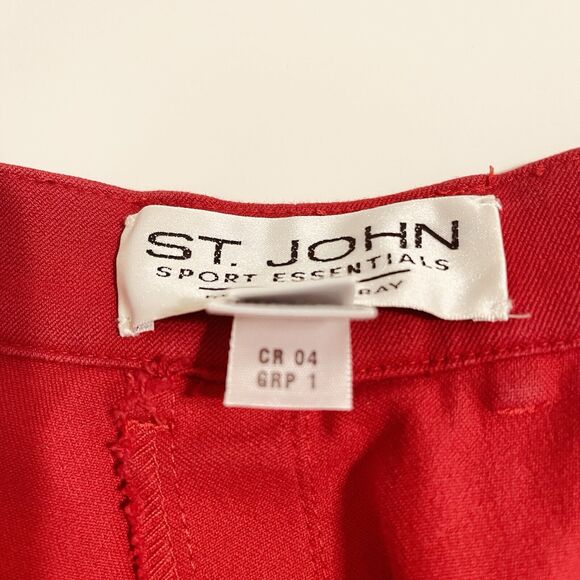 ST. JOHN
SPORT ESSENTIALS
CR 04
GRP 1